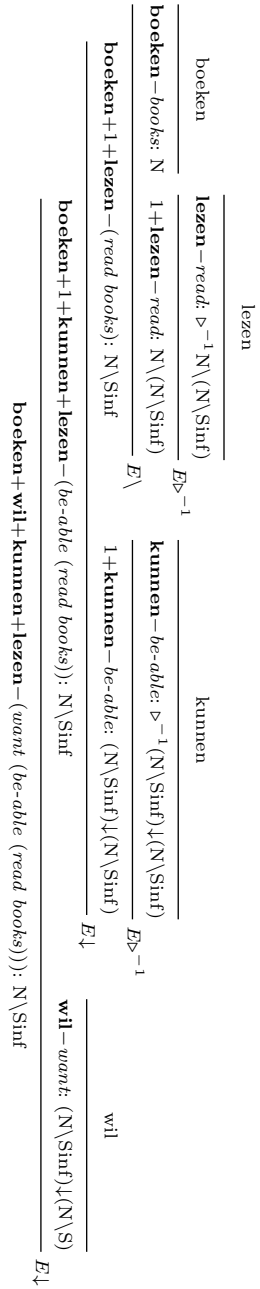 lezen
boeken lezen−read: ▹⁻¹N\(N\Sinf) kunnen
E▹⁻¹
boeken−books: N 1+lezen−read: N\(N\Sinf) kunnen−be-able: ▹⁻¹(N\Sinf)↓(N\Sinf)
E\ E▹⁻¹
boeken+1+lezen−(read books): N\Sinf 1+kunnen−be-able: (N\Sinf)↓(N\Sinf) wil
E↓
boeken+1+kunnen+lezen−(be-able (read books)): N\Sinf wil−want: (N\Sinf)↓(N\S)
E↓
boeken+wil+kunnen+lezen−(want (be-able (read books))): N\Sinf